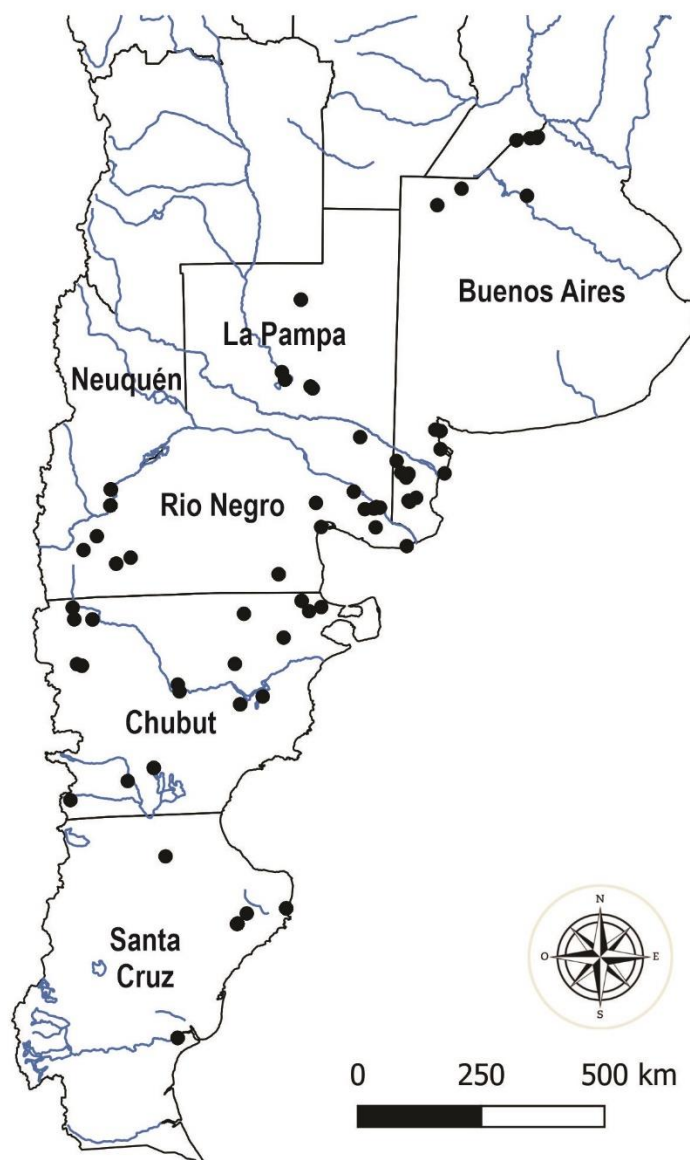 Buenos Aires
La Pampa
Neuquén
Rio Negro
Chubut
Santa
Cruz
N
O E
S
0 250 500 km